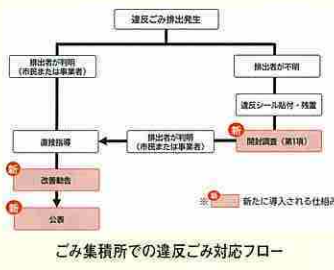 違反ごみ排出発生
排出者が判明
(市民または事業者)
排出者が不明
違反シール貼付・残置
新
開封調査(第1項)
排出者が判明
(市民または事業者)
直接指導
新
改善勧告
新
公表
※
新
新たに導入される仕組み
ごみ集積所での違反ごみ対応フロー